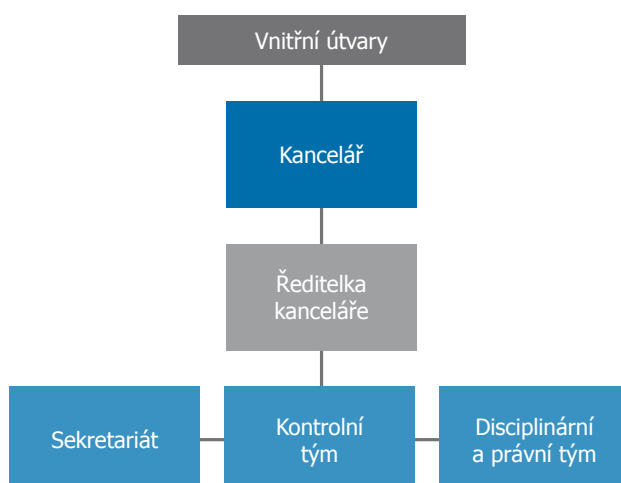 Vnitřní útvary
Kancelář
Ředitelka
kanceláře
Sekretariát
Kontrolní
tým
Disciplinární
a právní tým